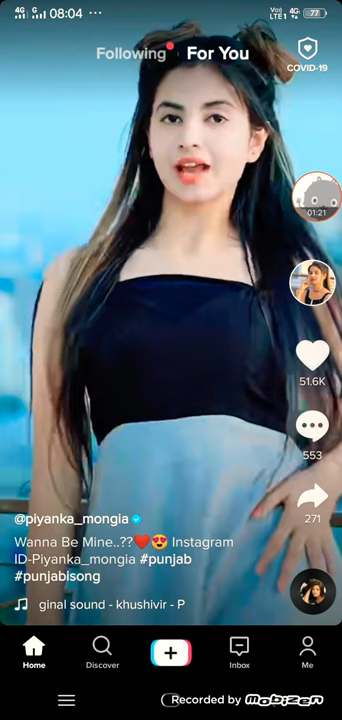 4G G 08:04 ...
Vo) LTE1 4G 77
Following For You
COVID-19
01:21
51.6K
553
271
@piyanka_mongia
Wanna Be Mine..??❤️😍 Instagram
ID-Piyanka_mongia #punjab
#punjabisong
ginal sound - khushivir - P
Home Discover Inbox Me
Recorded by Mobizen